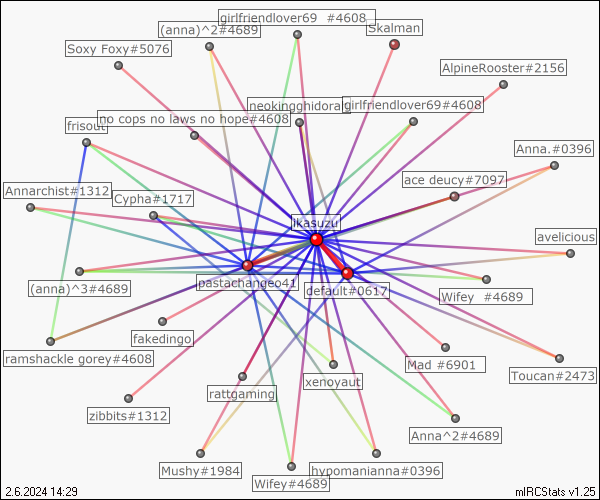 girlfriendlover69 #4608
(anna)^2#4689
Skalman
Soxy Foxy#5076
AlpineRooster#2156
neokingghidorah
girlfriendlover69#4608
no cops no laws no hope#4608
frisout
Anna.#0396
ace deucy#7097
Annarchist#1312
Cypha#1717
ikasuzu
avelicious
pastachangeo41
(anna)^3#4689
default#0617
Wifey #4689
fakedingo
ramshackle gorey#4608
Mad #6901
Toucan#2473
xenoyaut
rattgaming
zibbits#1312
Anna^2#4689
Mushy#1984
hypomanianna#0396
Wifey#4689
2.6.2024 14:29
mIRCStats v1.25